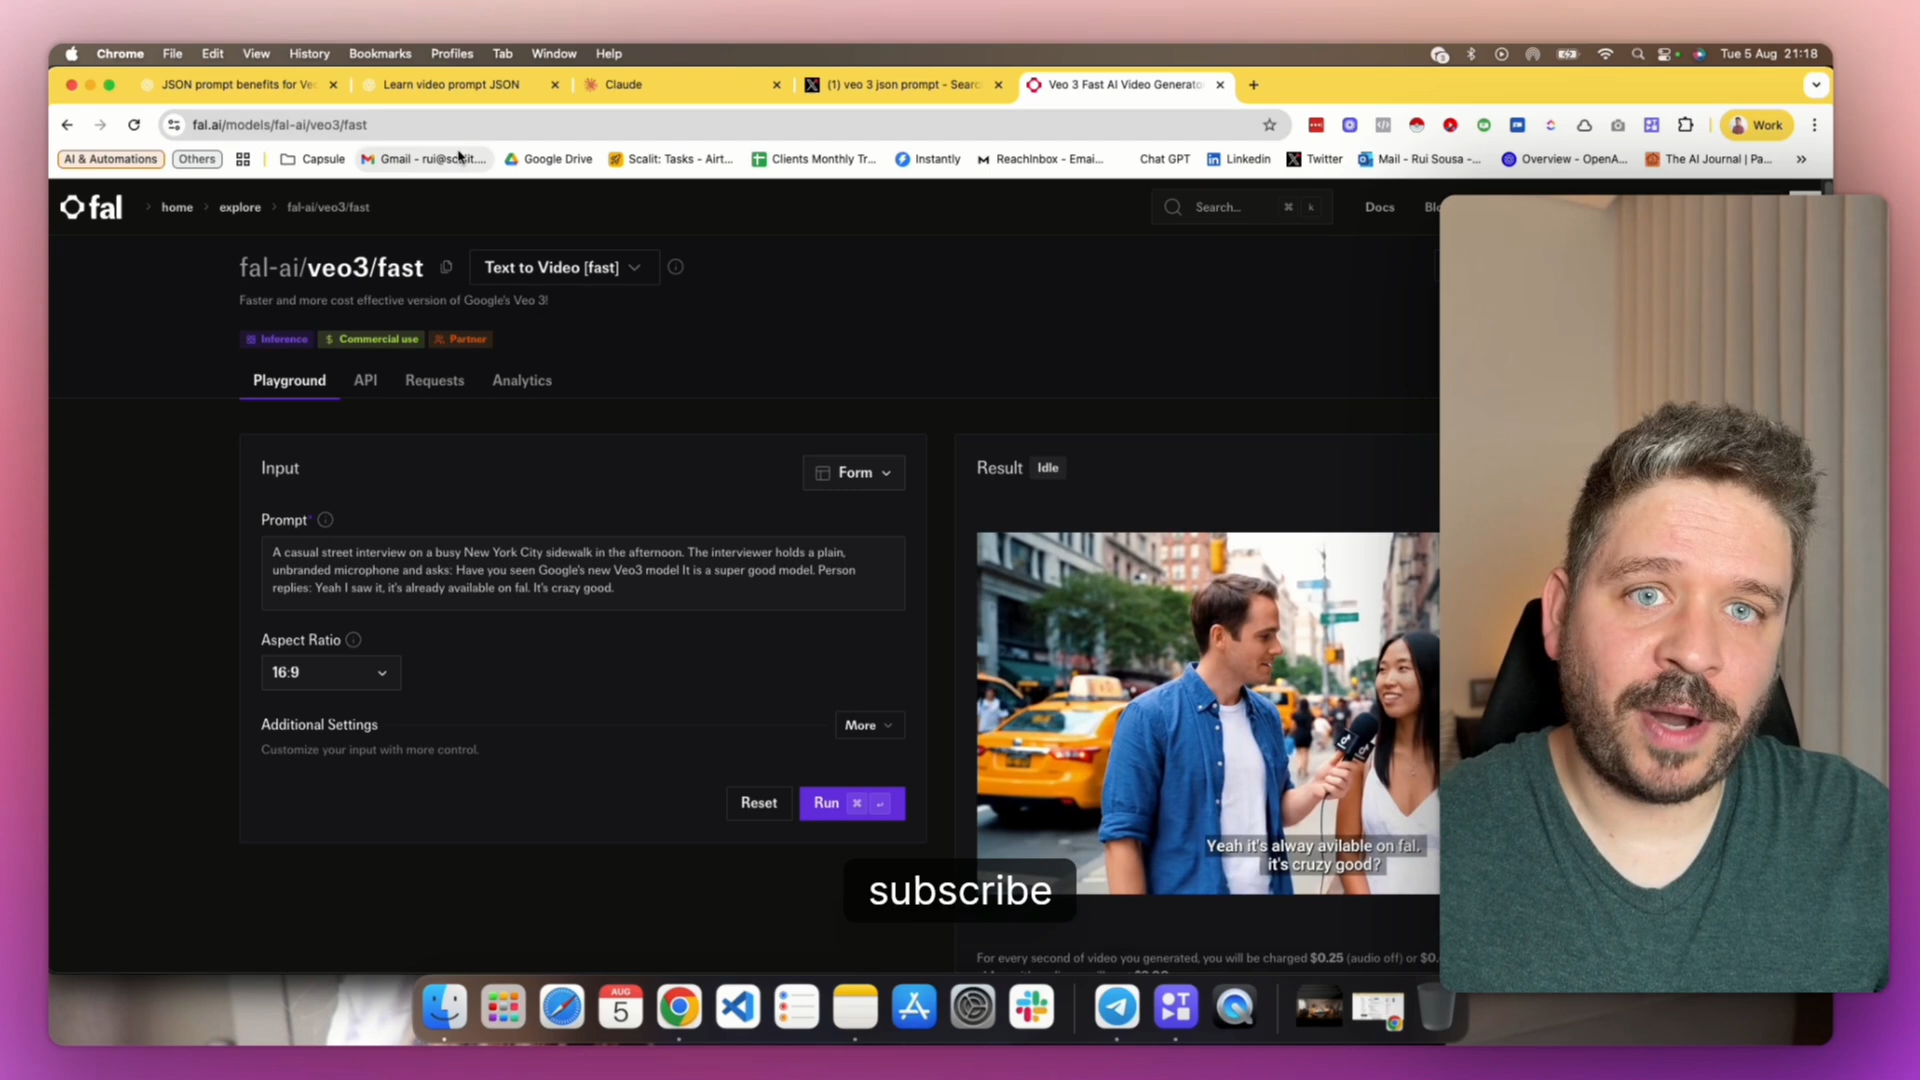 Chrome File Edit View History Bookmarks Profiles Tab Window Help
Tue 5 Aug 21:18
JSON prompt benefits for Ve
Learn video prompt JSON
Claude
(1) veo 3 json prompt - Searc
Veo 3 Fast AI Video Generato
fal.ai/models/fal-ai/veo3/fast
Work
AI & Automations
Others
Capsule
Gmail - rui@scalit....
Google Drive
Scalit: Tasks - Airt...
Clients Monthly Tr...
Instantly
ReachInbox - Emai...
Chat GPT
Linkedin
Twitter
Mail - Rui Sousa -...
Overview - OpenA...
The AI Journal | Pa...
fal
home
explore
fal-ai/veo3/fast
Search...
⌘ k
Docs
Blo
fal-ai/veo3/fast
Text to Video [fast]
Faster and more cost effective version of Google's Veo 3!
Inference
Commercial use
Partner
Playground
API
Requests
Analytics
Input
Form
Prompt*
A casual street interview on a busy New York City sidewalk in the afternoon. The interviewer holds a plain,
unbranded microphone and asks: Have you seen Google's new Veo3 model It is a super good model. Person
replies: Yeah I saw it, it's already available on fal. It's crazy good.
Aspect Ratio
16:9
Additional Settings
More
Customize your input with more control.
Reset
Run ⌘
Result
Idle
Yeah it's alway avilable on fal.
it's cruzy good?
subscribe
For every second of video you generated, you will be charged $0.25 (audio off) or $0.
AUG
5